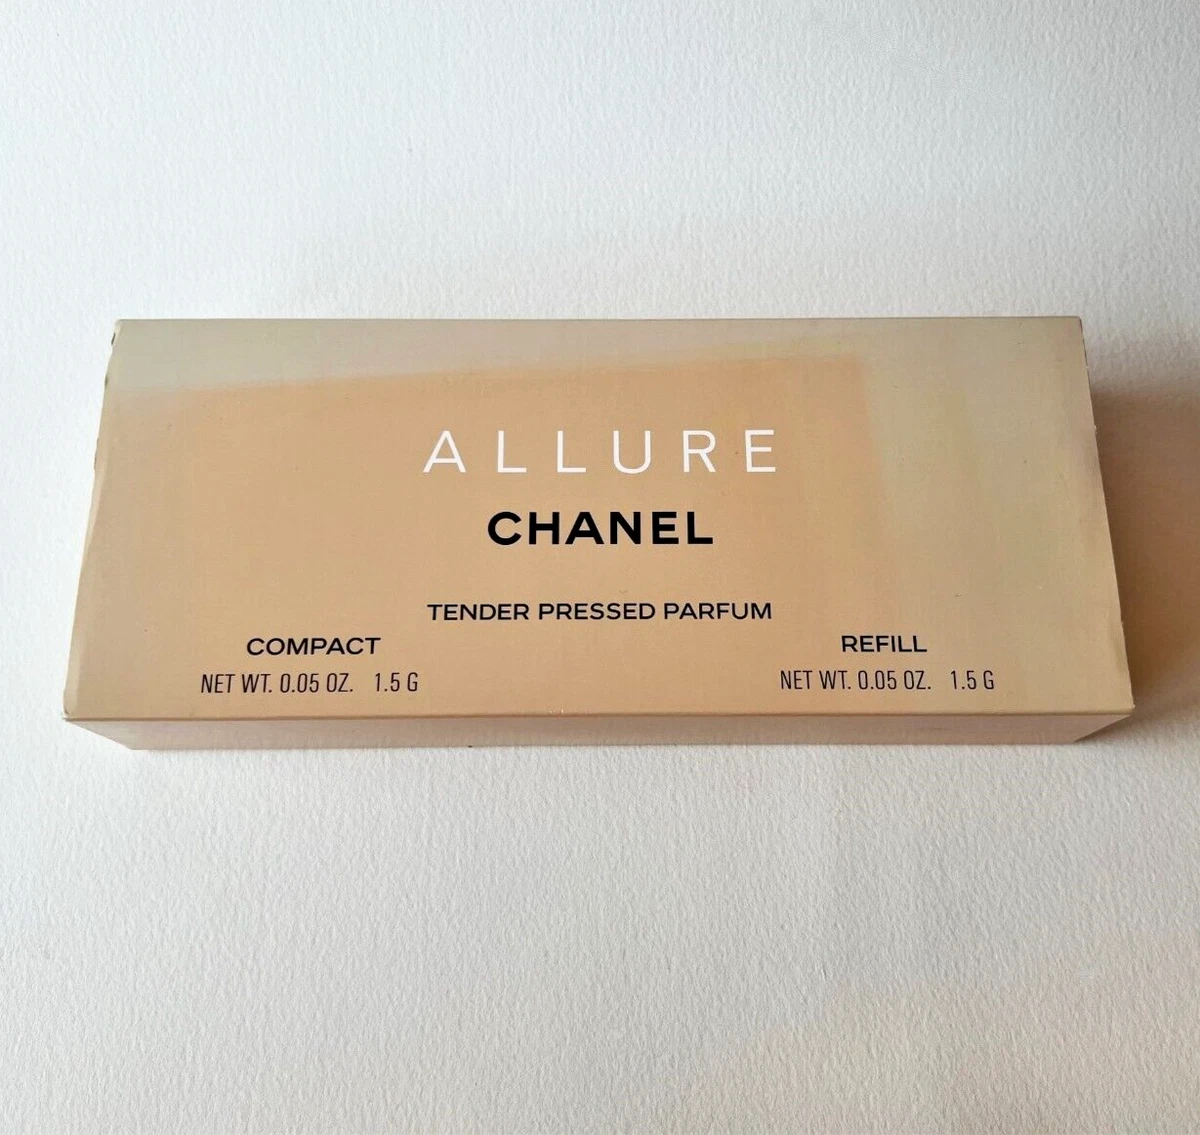 ALLURE
CHANEL
TENDER PRESSED PARFUM
COMPACT
NET WT. 0.05 OZ. 1.5 G
REFILL
NET WT. 0.05 OZ. 1.5 G